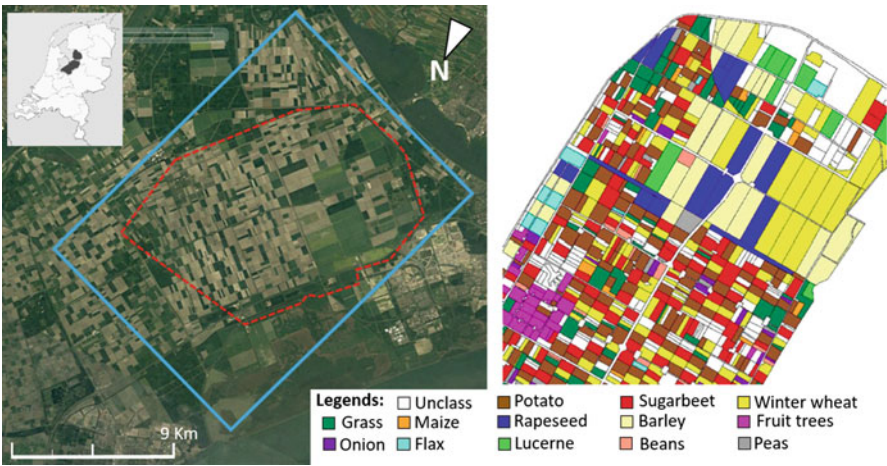 N
9 Km
Legends:
Unclass
Potato
Sugarbeet
Winter wheat
Grass
Maize
Rapeseed
Barley
Fruit trees
Onion
Flax
Lucerne
Beans
Peas